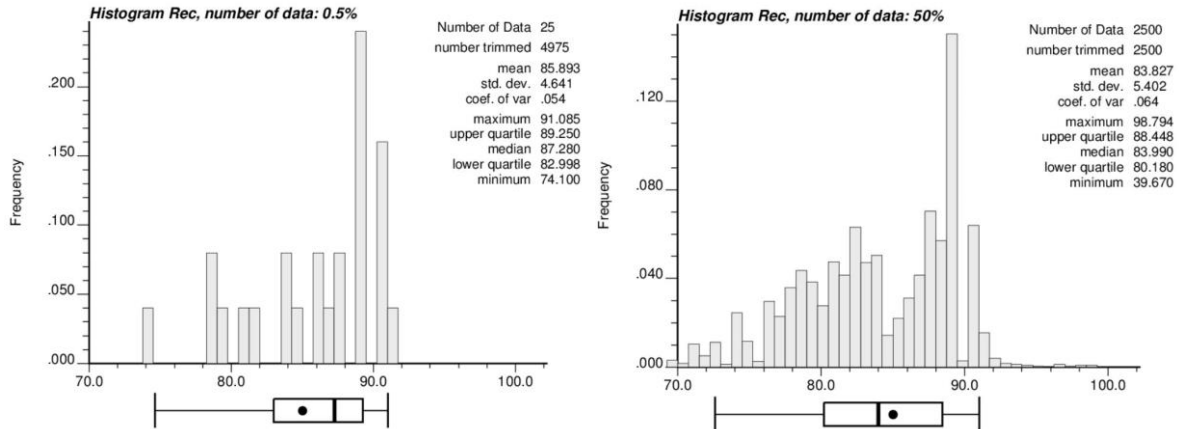 Histogram Rec, number of data: 0.5%
Number of Data 25
number trimmed 4975
mean 85.893
std. dev. 4.641
coef. of var .054
maximum 91.085
upper quartile 89.250
median 87.280
lower quartile 82.998
minimum 74.100
Frequency
.200
.150
.100
.050
.000
70.0 80.0 90.0 100.0
Histogram Rec, number of data: 50%
Number of Data 2500
number trimmed 2500
mean 83.827
std. dev. 5.402
coef. of var .064
maximum 98.794
upper quartile 88.448
median 83.990
lower quartile 80.180
minimum 39.670
Frequency
.120
.080
.040
.000
70.0 80.0 90.0 100.0